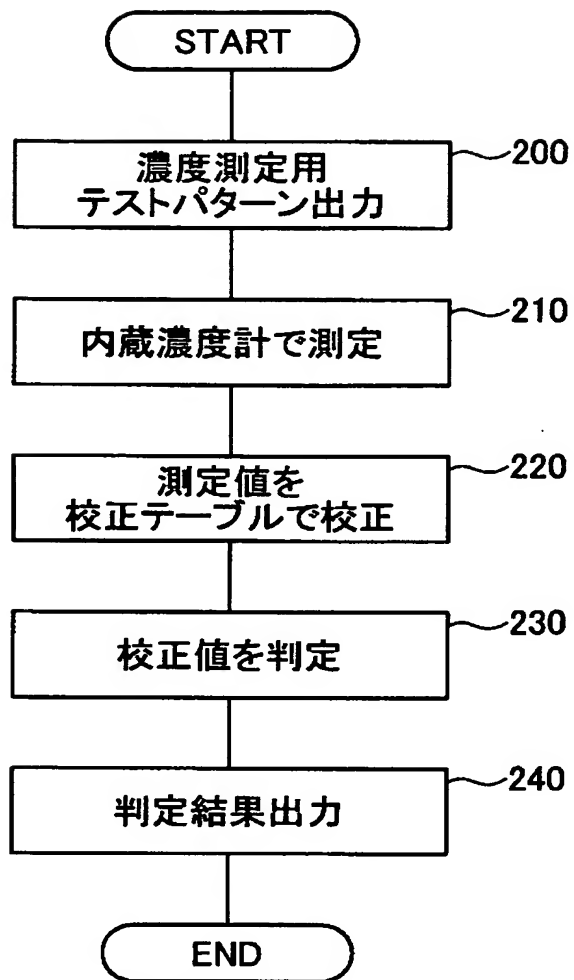 START
濃度測定用
テストパターン出力
200
内蔵濃度計で測定
210
測定値を
校正テーブルで校正
220
校正値を判定
230
判定結果出力
240
END